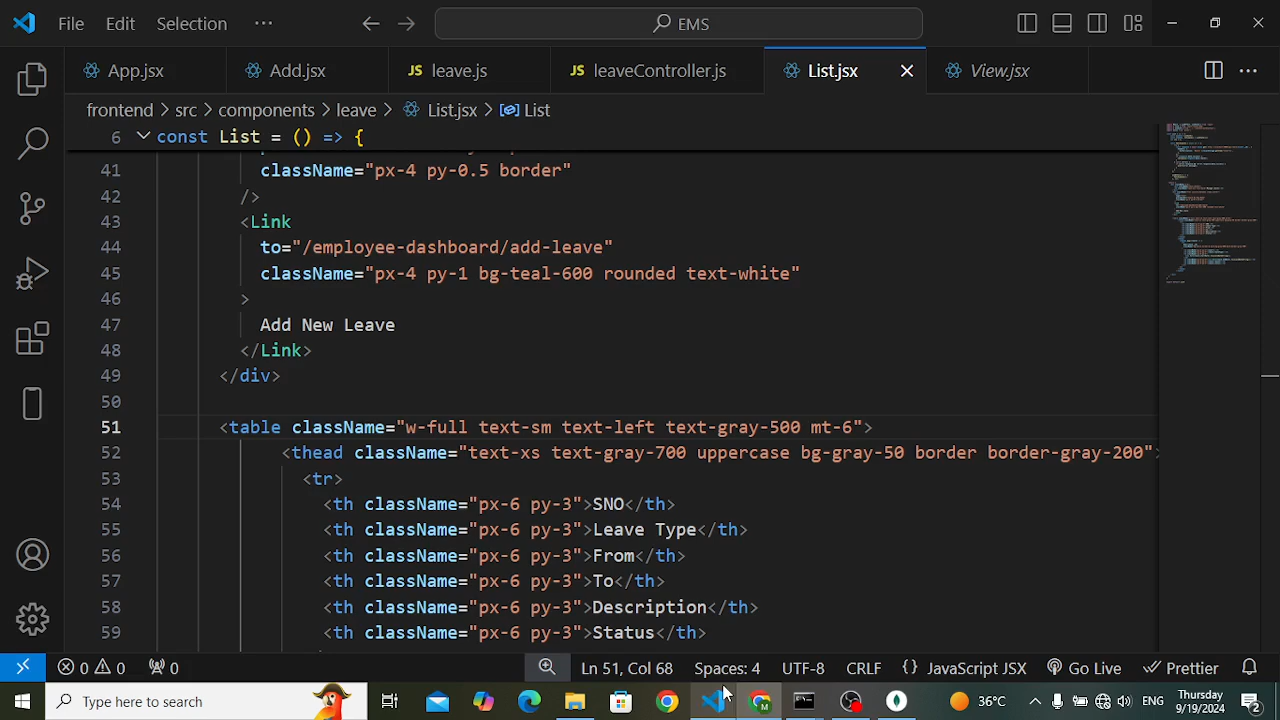 File Edit Selection ··· EMS
App.jsx Add.jsx JS leave.js JS leaveController.js List.jsx View.jsx ···
frontend > src > components > leave > List.jsx > List
6 const List = () => {
41 className="px-4 py-0.5 border"
42 />
43 <Link
44 to="/employee-dashboard/add-leave"
45 className="px-4 py-1 bg-teal-600 rounded text-white"
46 >
47 Add New Leave
48 </Link>
49 </div>
50
51 <table className="w-full text-sm text-left text-gray-500 mt-6">
52 <thead className="text-xs text-gray-700 uppercase bg-gray-50 border border-gray-200">
53 <tr>
54 <th className="px-6 py-3">SNO</th>
55 <th className="px-6 py-3">Leave Type</th>
56 <th className="px-6 py-3">From</th>
57 <th className="px-6 py-3">To</th>
58 <th className="px-6 py-3">Description</th>
59 <th className="px-6 py-3">Status</th>
0 0 0 Ln 51, Col 68 Spaces: 4 UTF-8 CRLF {} JavaScript JSX Go Live Prettier
Type here to search M 36°C ENG Thursday
9/19/2024 2